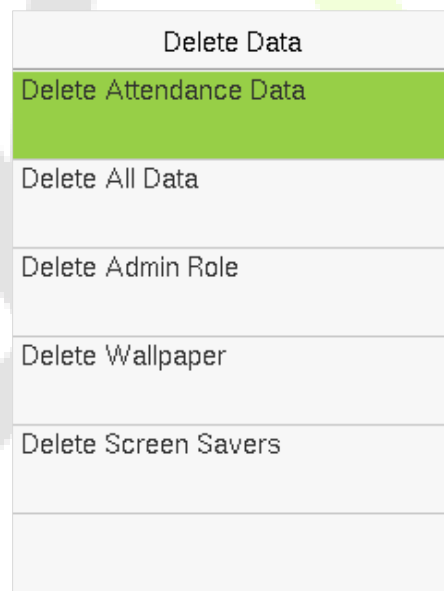 Delete Data
Delete Attendance Data
Delete All Data
Delete Admin Role
Delete Wallpaper
Delete Screen Savers